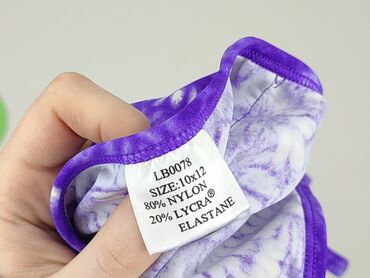 LB0078
SIZE:10x12
80% NYLON
20% LYCRA®
ELASTANE